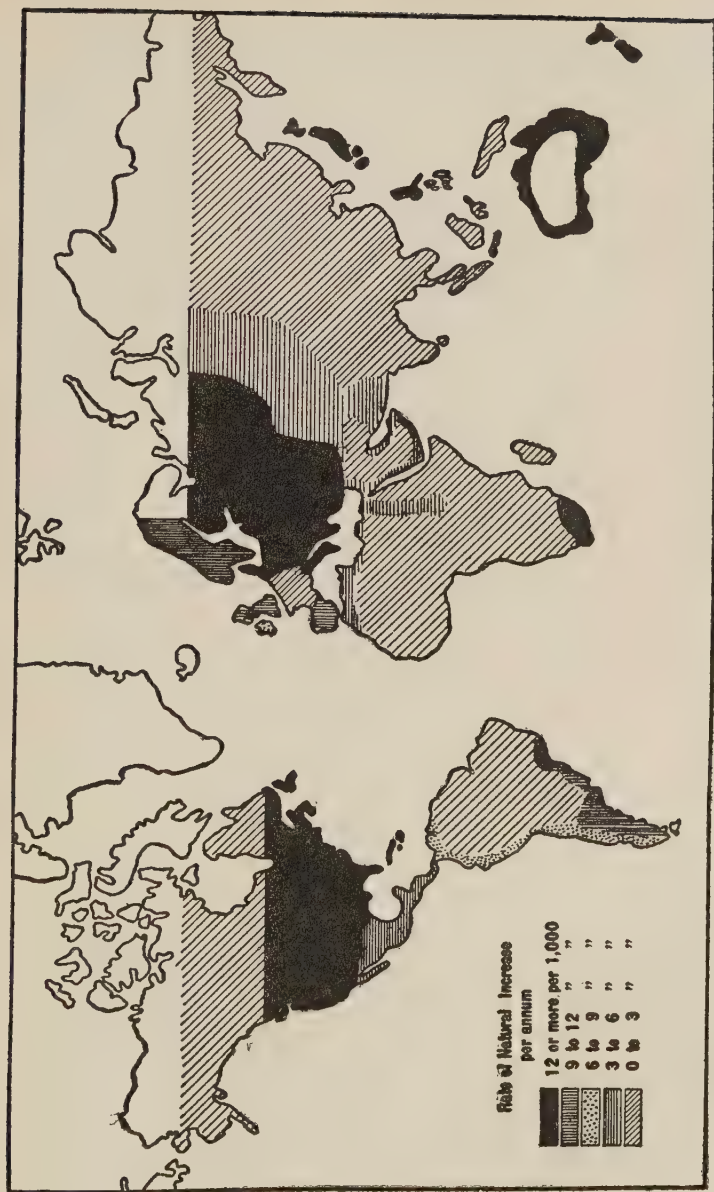 Rate of Natural Increase
per annum
12 or more per 1,000
9 to 12 " "
6 to 9 " "
3 to 6 " "
0 to 3 " "